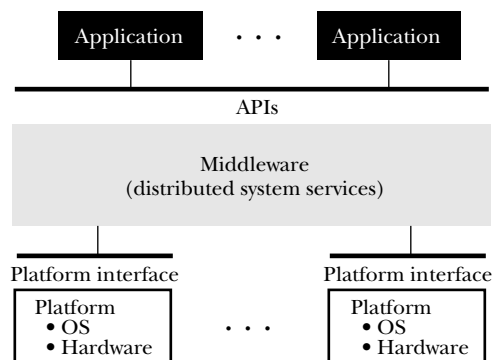 Application . . . Application
APIs
Middleware
(distributed system services)
Platform interface Platform interface
Platform . . . Platform
• OS • OS
• Hardware • Hardware